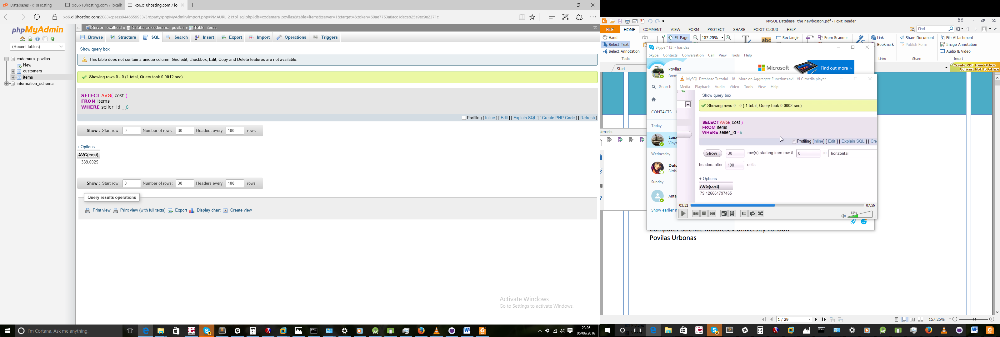 Databases - x10Hosting
xo6.x10hosting.com / localh
xo6.x10hosting.com / lo
xo6.x10hosting.com:2083/cpsess9446659933/3rdparty/phpMyAdmin/import.php#PMAURL-21:tbl_sql.php?db=codemara_povilas&table=items&server=1&target=&token=60ae7763a8acc1decab25a9ec9e2371c
phpMyAdmin
(Recent tables) ...
codemara_povilas
New
customers
items
information_schema
Server: localhost » Database: codemara_povilas » Table: items
Browse Structure SQL Search Insert Export Import Operations Triggers
Show query box
This table does not contain a unique column. Grid edit, checkbox, Edit, Copy and Delete features are not available.
Showing rows 0 - 0 (1 total, Query took 0.0012 sec)
SELECT AVG( cost )
FROM items
WHERE seller_id =6
Profiling [ Inline ] [ Edit ] [ Explain SQL ] [ Create PHP Code ] [ Refresh ]
Show : Start row: 0 Number of rows: 30 Headers every 100 rows
+ Options
AVG(cost)
339.0025
Show : Start row: 0 Number of rows: 30 Headers every 100 rows
Query results operations
Print view Print view (with full texts) Export Display chart Create view
Activate Windows
Go to Settings to activate Windows.
I'm Cortana. Ask me anything.
23:26
05/06/2016
MySQL Database the newboston.pdf - Foxit Reader
FILE HOME COMMENT VIEW FORM PROTECT SHARE FOXIT CLOUD HELP
Find
Hand
Select Text
Select Annotation
Tools
Fit Page
157.25%
Rectangle
From Scanner
Link
Bookmark
Links
Share Document
Publish Form
Share
File Attachment
Image Annotation
Audio & Video
Insert
Start
Create PDF from Office
Convert PDF to Office
Skype™ [2] - hasidaz
Skype Contacts Conversation Call View Tools Help
Povilas
forev
Search
Microsoft
Find out more >
CONTACTS
Today
Laisv
Vinys
Wednesday
Dolo
Birthd
Sunday
Antan
Show earlier m
MySQL Database Tutorial - 18 - More on Aggregate Functions.avi - VLC media player
Media Playback Audio Video Tools View Help
Show query box
Showing rows 0 - 0 ( 1 total, Query took 0.0003 sec)
SELECT AVG( cost )
FROM items
WHERE seller_id =6
Profiling [Inline] [ Edit ] [ Explain SQL ] [ Cre
Show : 30 row(s) starting from row # 0 in horizontal
headers after 100 cells
+ Options
AVG(cost)
79.126664797465
03:52
07:56
82%
okmarks
Computer Science Middlesex University London
Povilas Urbonas
1 / 29
157.25%